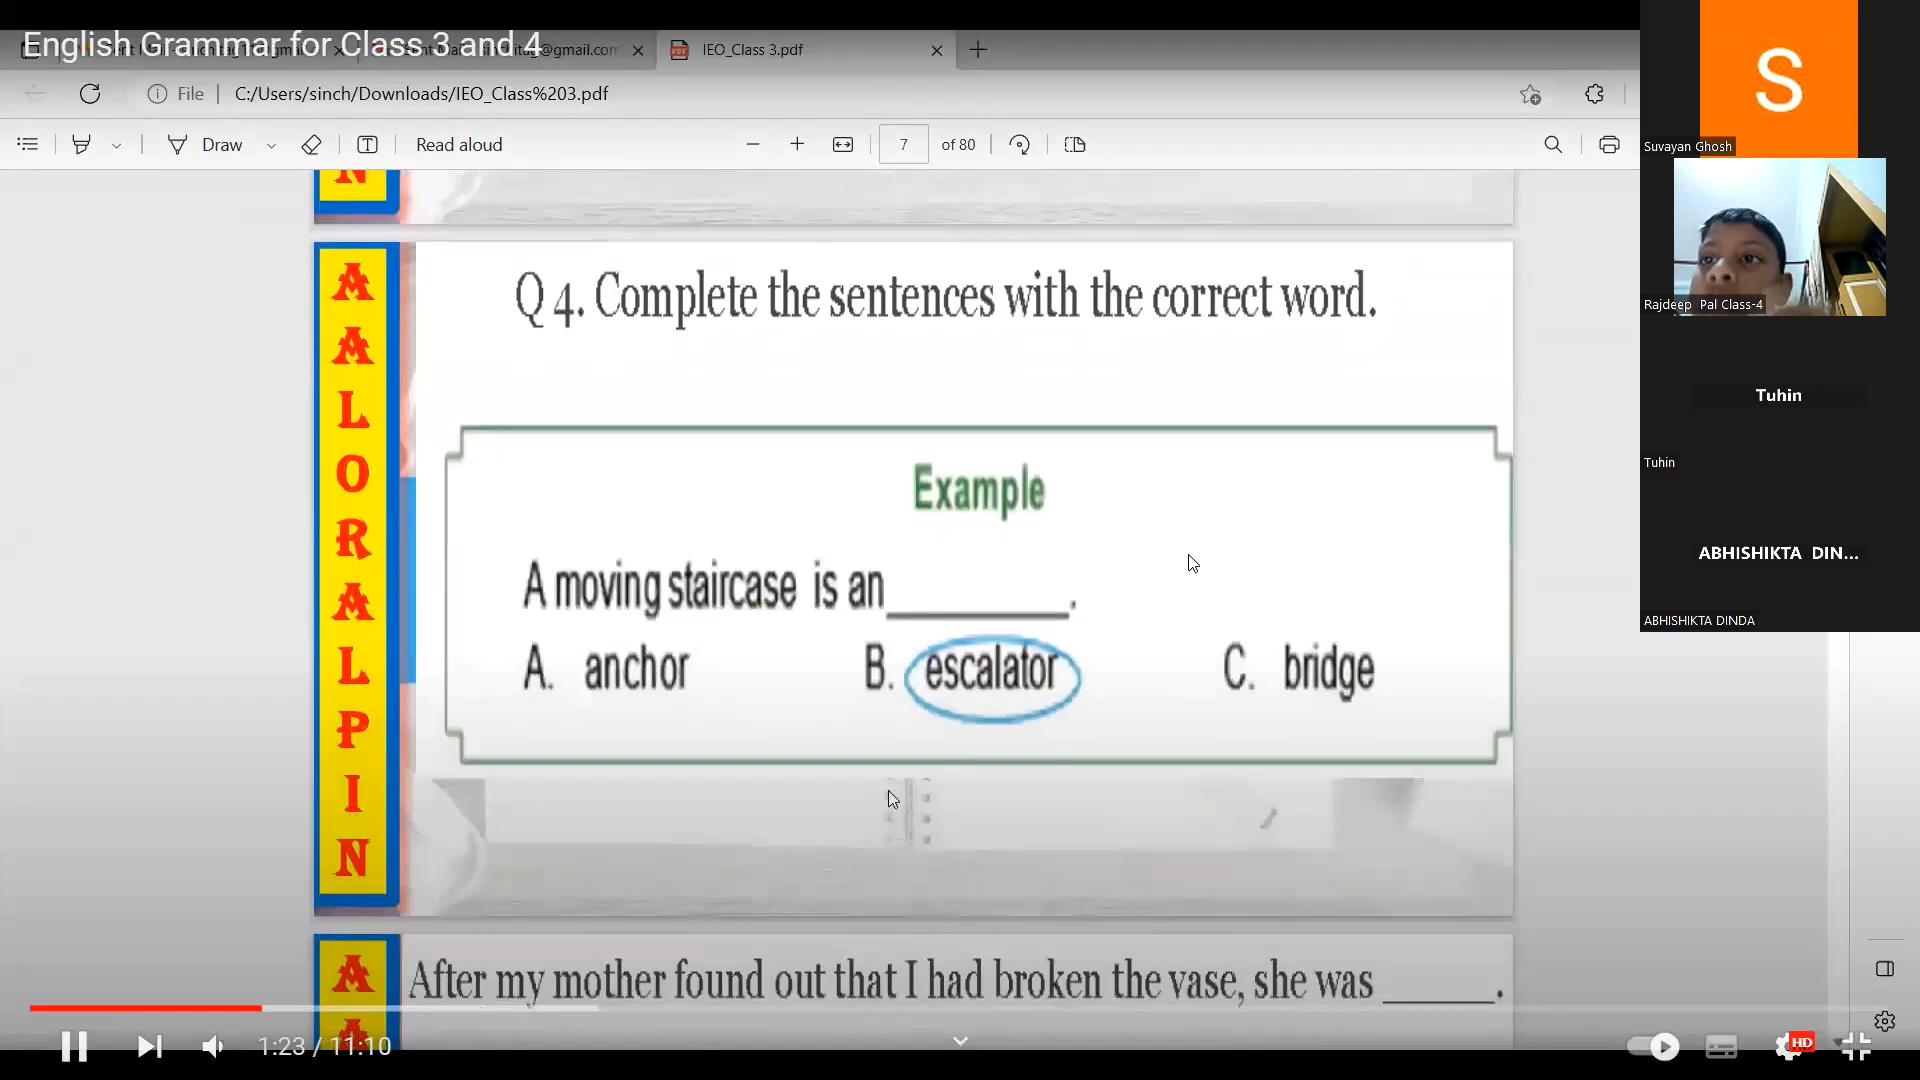 English Grammar for Class 3 and 4
@gmail.com
IEO_Class 3.pdf
File
C:/Users/sinch/Downloads/IEO_Class%203.pdf
Draw
Read aloud
7 of 80
N
A
A
L
O
R
A
L
P
I
N
Q 4. Complete the sentences with the correct word.
Example
A moving staircase is an__________.
A. anchor B. escalator C. bridge
A
A
After my mother found out that I had broken the vase, she was ______.
1:23 / 11:10
HD
S
Suvayan Ghosh
Rajdeep Pal Class-4
Tuhin
Tuhin
ABHISHIKTA DIN...
ABHISHIKTA DINDA